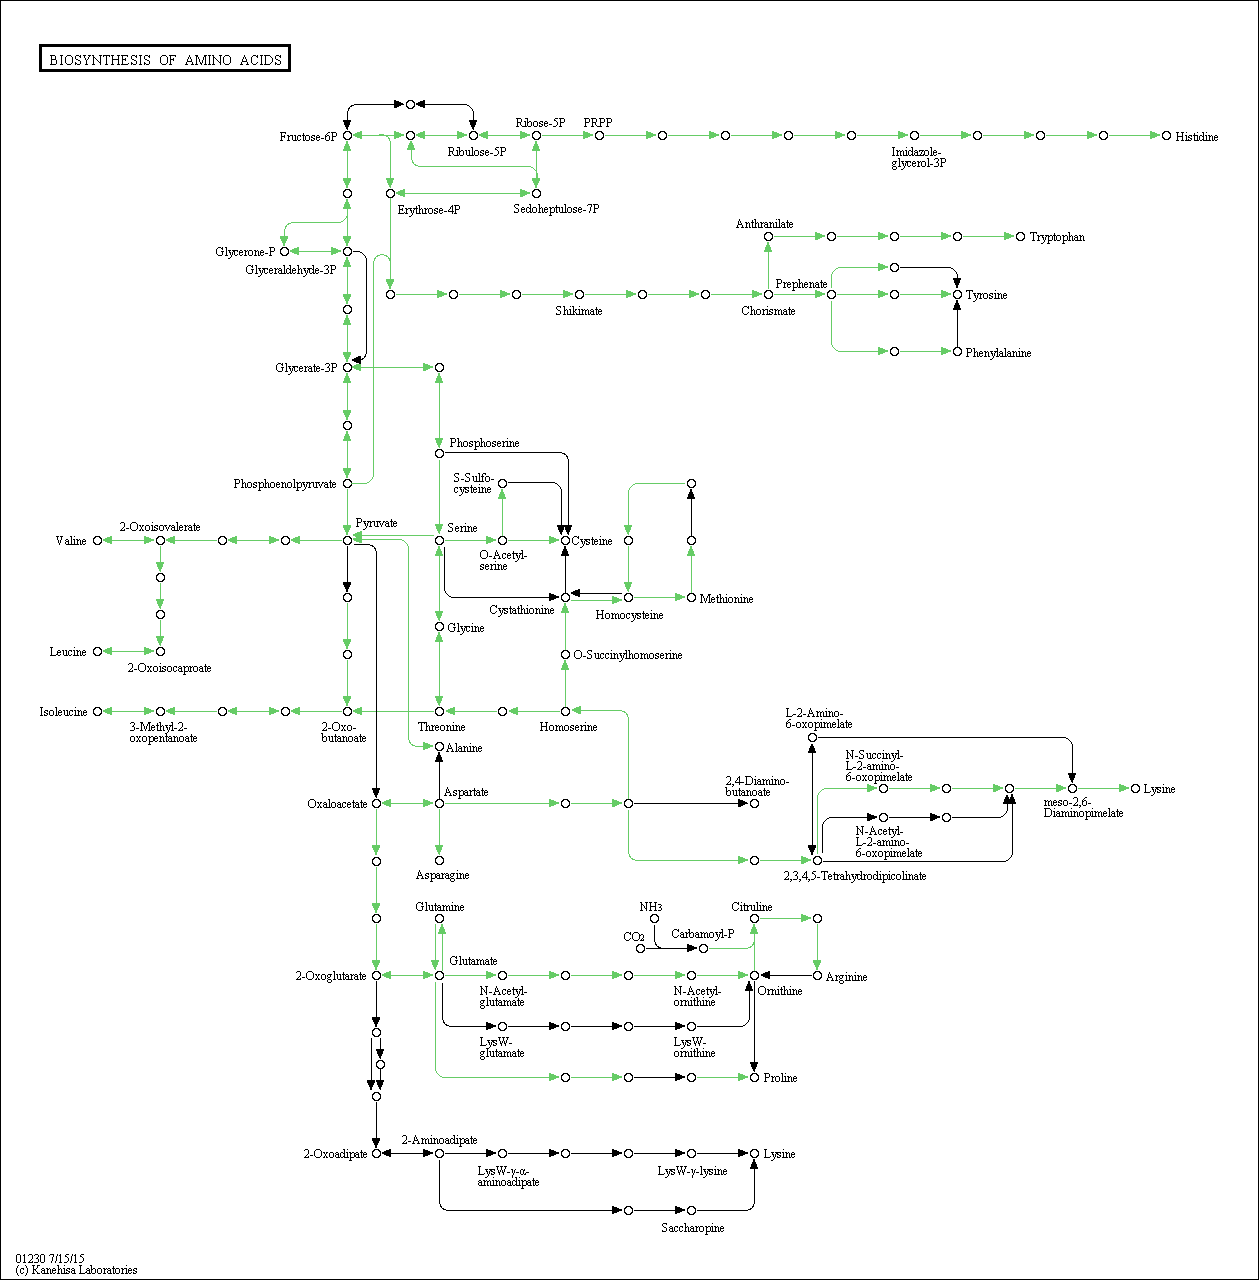 BIOSYNTHESIS OF AMINO ACIDS
Ribose-5P
PRPP
Fructose-6P
Histidine
Ribulose-5P
Imidazole-
glycerol-3P
Erythrose-4P
Sedoheptulose-7P
Anthranilate
Tryptophan
Glycerone-P
Glyceraldehyde-3P
Prephenate
Tyrosine
Shikimate
Chorismate
Phenylalanine
Glycerate-3P
Phosphoserine
S-Sulfo-
cysteine
Phosphoenolpyruvate
Pyruvate
2-Oxoisovalerate
Serine
Valine
Cysteine
O-Acetyl-
serine
Methionine
Cystathionine
Homocysteine
Glycine
Leucine
O-Succinylhomoserine
2-Oxoisocaproate
Isoleucine
3-Methyl-2-
oxopentanoate
2-Oxo-
butanoate
Threonine
Homoserine
L-2-Amino-
6-oxopimelate
Alanine
N-Succinyl-
L-2-amino-
6-oxopimelate
2,4-Diamino-
butanoate
Aspartate
Lysine
Oxaloacetate
meso-2,6-
Diaminopimelate
N-Acetyl-
L-2-amino-
6-oxopimelate
Asparagine
2,3,4,5-Tetrahydrodipicolinate
Glutamine
NH3
Citruline
CO2
Carbamoyl-P
Glutamate
2-Oxoglutarate
Arginine
N-Acetyl-
glutamate
N-Acetyl-
ornithine
Ornithine
LysW-
glutamate
LysW-
ornithine
Proline
2-Aminoadipate
2-Oxoadipate
Lysine
LysW-γ-α-
aminoadipate
LysW-γ-lysine
Saccharopine
01230 7/15/15
(c) Kanehisa Laboratories